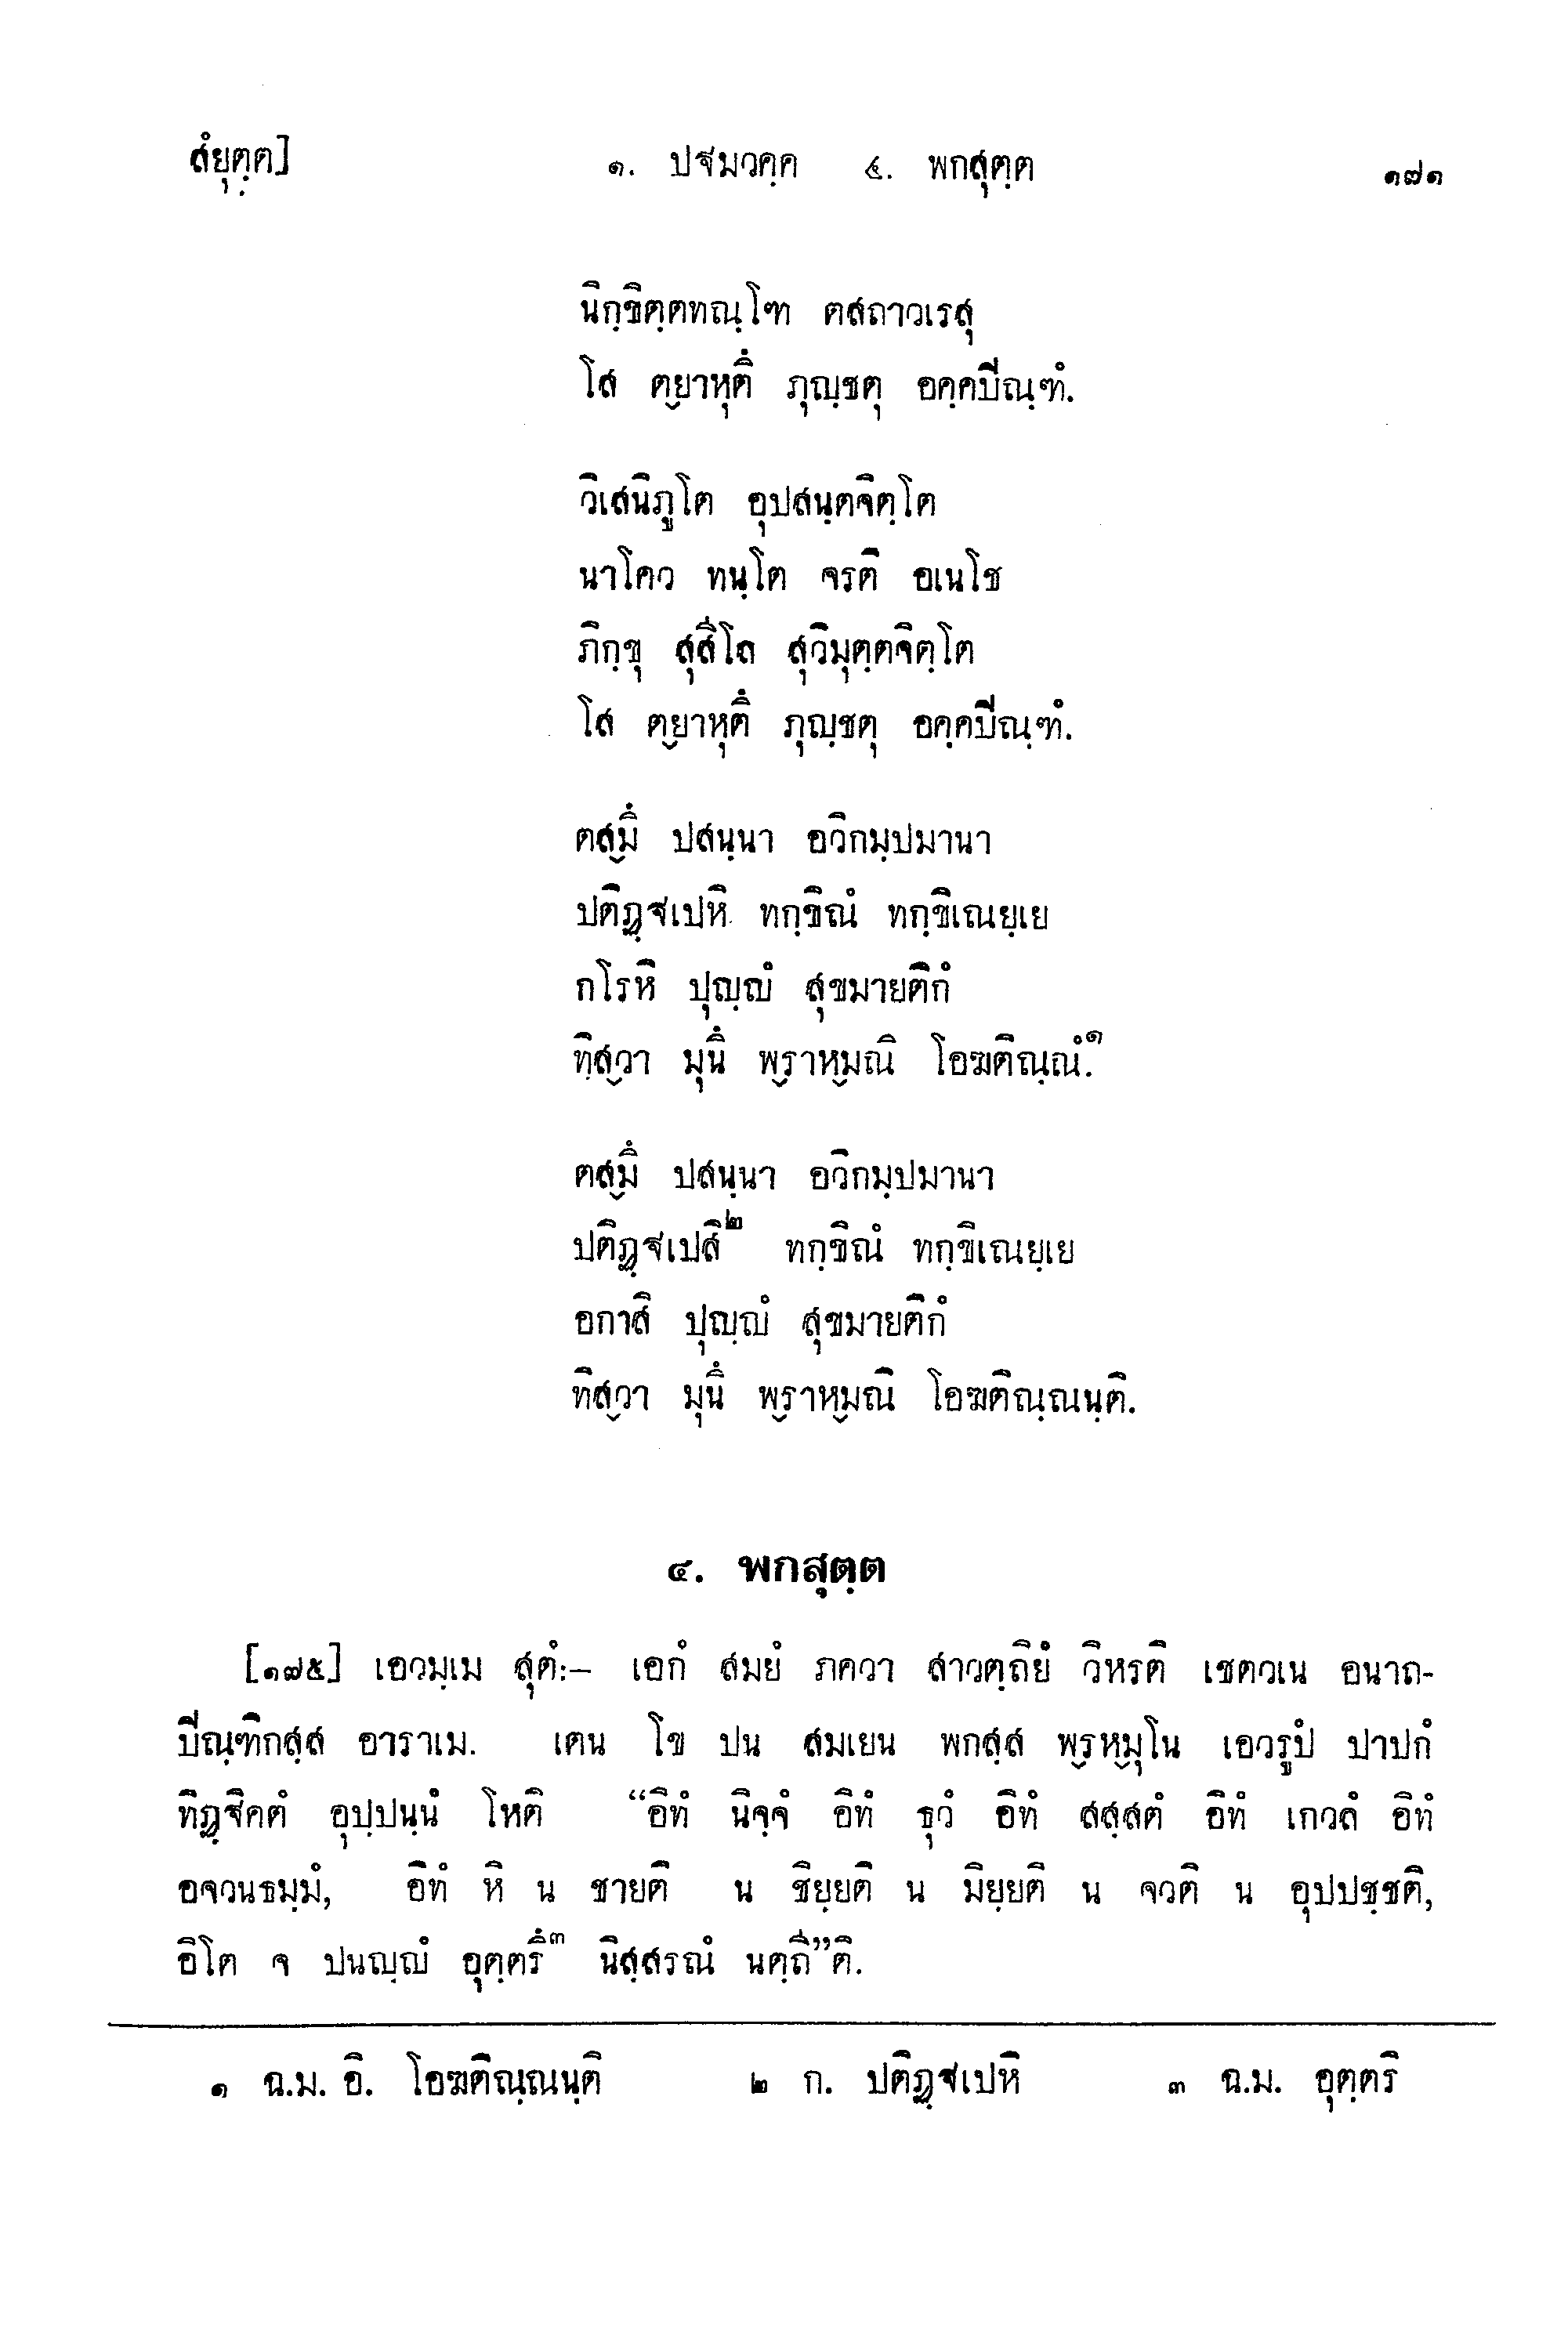 สํยุตฺต] ๑. ปฐมวคฺค ๔. พกสุตฺต ๑๗๑
นิกฺขิตฺตทณฺโฑ ตสถาวเรสุ
โส ตฺยาหุตึ ภุญฺชตุ อคฺคปิณฺฑํ.
วิเสนิภูโต อุปสนฺตจิตฺโต
นาโคว ทนฺโต จรติ อเนโช
ภิกฺขุ สุสีโล สุวิมุตฺตจิตฺโต
โส ตฺยาหุตึ ภุญฺชตุ อคฺคปิณฺฑํ.
ตสฺมึ ปสนฺนา อวิกมฺปมานา
ปติฏฺฐเปหิ ทกฺขิณํ ทกฺขิเณยฺเย
กโรหิ ปุญฺญํ สุขมายติกํ
ทิสฺวา มุนึ พฺราหฺมณิ โอฆติณฺณํ.๑
ตสฺมึ ปสนฺนา อวิกมฺปมานา
ปติฏฺฐเปสิ๒ ทกฺขิณํ ทกฺขิเณยฺเย
อกาสิ ปุญฺญํ สุขมายติกํ
ทิสฺวา มุนึ พฺราหฺมณิ โอฆติณฺณนฺติ.
๔. พกสุตฺต
[๑๗๕] เอวมฺเม สุตํ:– เอกํ สมยํ ภควา สาวตฺถิยํ วิหรติ เชตวเน อนาถ-
ปิณฺฑิกสฺส อาราเม. เตน โข ปน สมเยน พกสฺส พฺรหฺมุโน เอวรูปํ ปาปกํ
ทิฏฺฐิคตํ อุปฺปนฺนํ โหติ “อิทํ นิจฺจํ อิทํ ธุวํ อิทํ สสฺสตํ อิทํ เกวลํ อิทํ
อจวนธมฺมํ, อิทํ หิ น ชายติ น ชิยฺยติ น มิยฺยติ น จวติ น อุปปชฺชติ,
อิโต จ ปนญฺญํ อุตฺตรึ๓ นิสฺสรณํ นตฺถี”ติ.
๑ ฉ.ม. อิ. โอฆติณฺณนฺติ ๒ ก. ปติฏฺฐเปหิ ๓ ฉ.ม. อุตฺตริ